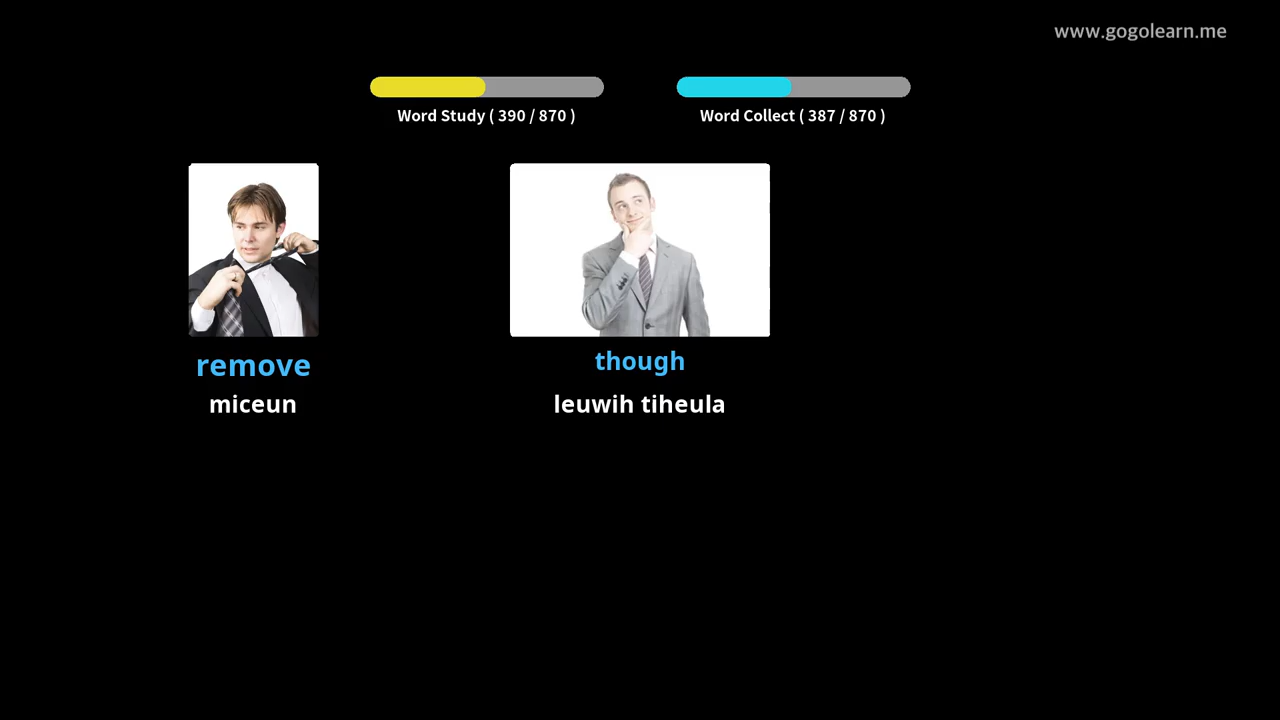 www.gogolearn.me
Word Study ( 390 / 870 )
Word Collect ( 387 / 870 )
remove
miceun
though
leuwih tiheula